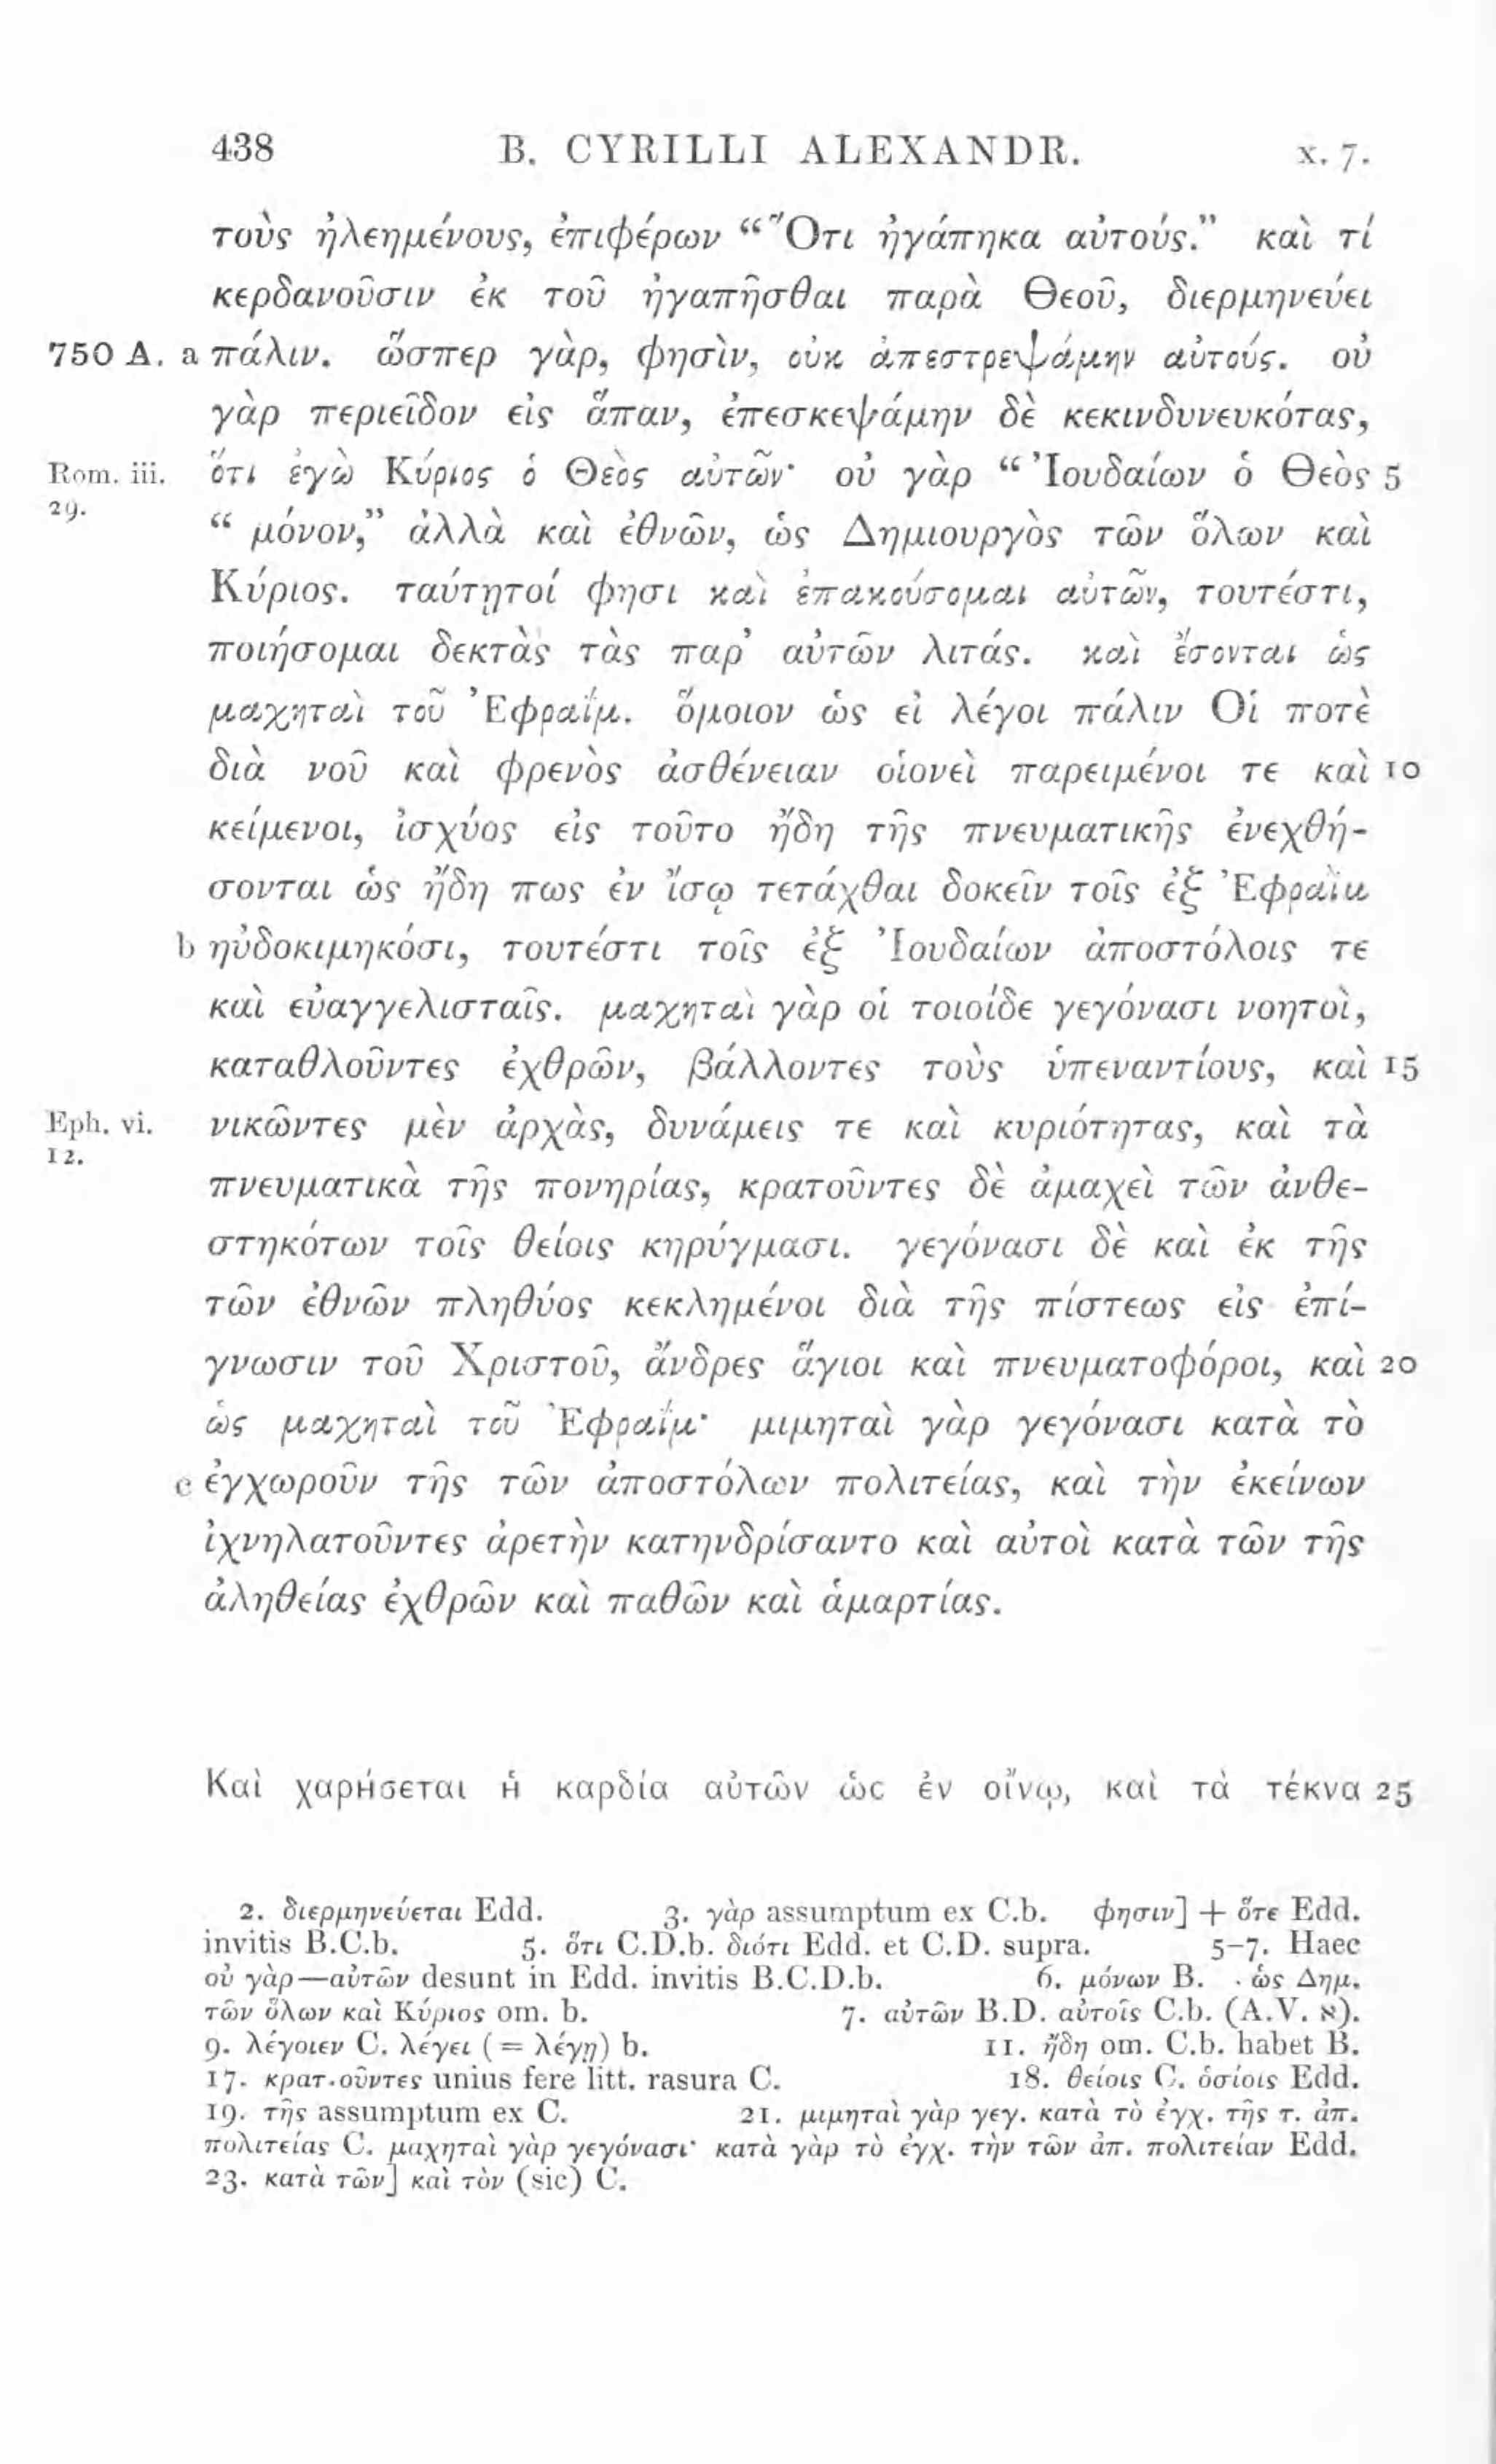 438 B. CYRILLI ALEXANDR. x. 7.
τοὺς ἠλεημένους, ἐπιφέρων “ Ὅτι ἠγάπηκα αὐτούς.” καὶ τί
κερδανοῦσιν ἐκ τοῦ ἠγαπῆσθαι παρὰ Θεοῦ, διερμηνεύει
750 A. a πάλιν. ὥσπερ γὰρ, φησὶν, οὐκ ἀπεστρεψάμην αὐτούς. οὐ
γὰρ περιεῖδον εἰς ἅπαν, ἐπεσκεψάμην δὲ κεκινδυνευκότας,
Rom. iii. ὅτι ἐγὼ Κύριος ὁ Θεὸς αὐτῶν· οὐ γὰρ “ Ἰουδαίων ὁ Θεὸς 5
29. “ μόνον,” ἀλλὰ καὶ ἐθνῶν, ὡς Δημιουργὸς τῶν ὅλων καὶ
Κύριος. ταύτῃτοί φησι καὶ ἐπακούσομαι αὐτῶν, τουτέστι,
ποιήσομαι δεκτὰς τὰς παρ’ αὐτῶν λιτάς. καὶ ἔσονται ὡς
μαχηταὶ τοῦ Ἐφραΐμ. ὅμοιον ὡς εἰ λέγοι πάλιν Οἱ ποτὲ
διὰ νοῦ καὶ φρενὸς ἀσθένειαν οἱονεὶ παρειμένοι τε καὶ 10
κείμενοι, ἰσχύος εἰς τοῦτο ἤδη τῆς πνευματικῆς ἐνεχθή-
σονται ὡς ἤδη πως ἐν ἴσῳ τετάχθαι δοκεῖν τοῖς ἐξ Ἐφραῒμ
b ηὐδοκιμηκόσι, τουτέστι τοῖς ἐξ Ἰουδαίων ἀποστόλοις τε
καὶ εὐαγγελισταῖς. μαχηταὶ γὰρ οἱ τοιοίδε γεγόνασι νοητοὶ,
καταθλοῦντες ἐχθρῶν, βάλλοντες τοὺς ὑπεναντίους, καὶ 15
Eph. vi. νικῶντες μὲν ἀρχὰς, δυνάμεις τε καὶ κυριότητας, καὶ τὰ
12.
πνευματικὰ τῆς πονηρίας, κρατοῦντες δὲ ἀμαχεὶ τῶν ἀνθε-
στηκότων τοῖς θείοις κηρύγμασι. γεγόνασι δὲ καὶ ἐκ τῆς
τῶν ἐθνῶν πληθύος κεκλημένοι διὰ τῆς πίστεως εἰς ἐπί-
γνωσιν τοῦ Χριστοῦ, ἄνδρες ἅγιοι καὶ πνευματοφόροι, καὶ 20
ὡς μαχηταὶ τοῦ Ἐφραΐμ· μιμηταὶ γὰρ γεγόνασι κατὰ τὸ
c ἐγχωροῦν τῆς τῶν ἀποστόλων πολιτείας, καὶ τὴν ἐκείνων
ἰχνηλατοῦντες ἀρετὴν κατηνδρίσαντο καὶ αὐτοὶ κατὰ τῶν τῆς
ἀληθείας ἐχθρῶν καὶ παθῶν καὶ ἁμαρτίας.
Καὶ χαρήσεται ἡ καρδία αὐτῶν ὡς ἐν οἴνῳ, καὶ τὰ τέκνα 25
2. διερμηνεύεται Edd. 3. γὰρ assumptum ex C.b. φησιν] + ὅτε Edd.
invitis B.C.b. 5. ὅτι C.D.b. διότι Edd. et C.D. supra. 5-7. Haec
οὐ γὰρ—αὐτῶν desunt in Edd. invitis B.C.D.b. 6. μόνων B. ὡς Δημ.
τῶν ὅλων καὶ Κύριος om. b. 7. αὐτῶν B.D. αὐτοῖς C.b. (A.V. א).
9. λέγοιεν C. λέγει (= λέγῃ) b. 11. ἤδη om. C.b. habet B.
17. κρατ.οῦντες unius fere litt. rasura C. 18. θείοις C. ὁσίοις Edd.
19. τῆς assumptum ex C. 21. μιμηταὶ γὰρ γεγ. κατὰ τὸ ἐγχ. τῆς τ. ἀπ.
πολιτείας C. μαχηταὶ γὰρ γεγόνασι· κατὰ γὰρ τὸ ἐγχ. τὴν τῶν ἀπ. πολιτείαν Edd.
23. κατὰ τῶν] καὶ τὸν (sic) C.